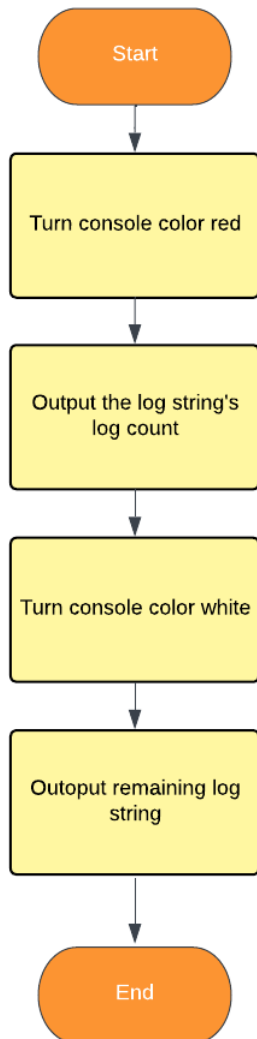 Start
Turn console color red
Output the log string's
log count
Turn console color white
Outoput remaining log
string
End